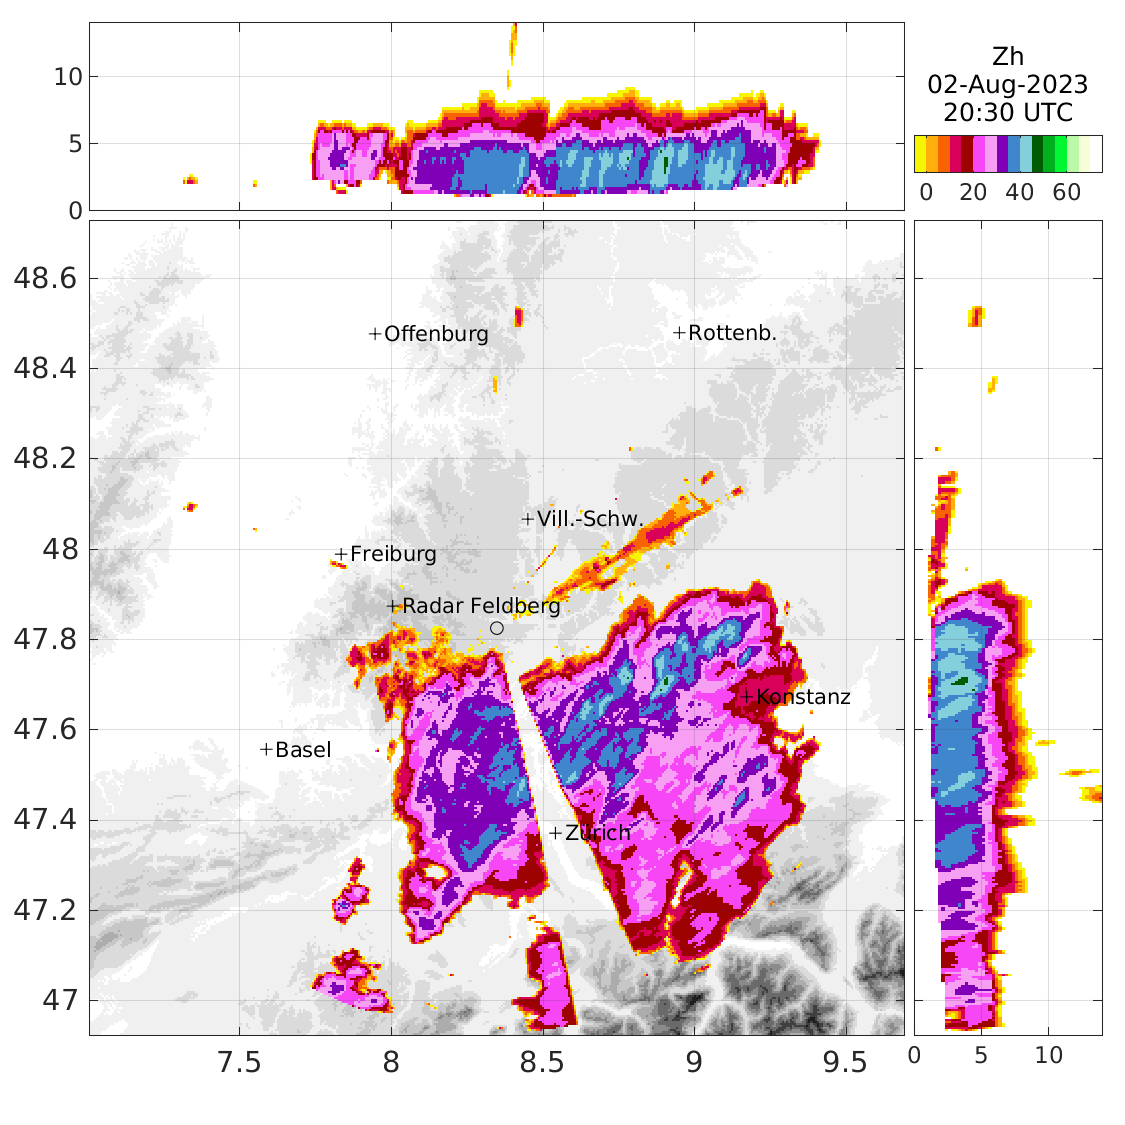 Zh
02-Aug-2023
20:30 UTC
0 20 40 60
10
5
0
48.6
48.4
48.2
48
47.8
47.6
47.4
47.2
47
+Offenburg
+Rottenb.
+Vill.-Schw.
+Freiburg
+Radar Feldberg
+Konstanz
+Basel
+Zürich
7.5 8 8.5 9 9.5
0 5 10